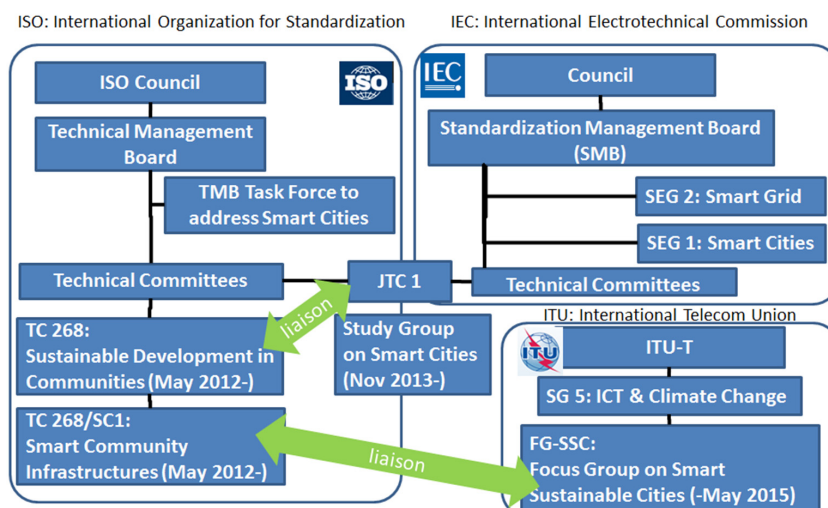 ISO: International Organization for Standardization
IEC: International Electrotechnical Commission
ISO Council
ISO
Technical Management
Board
TMB Task Force to
address Smart Cities
Technical Committees
TC 268:
Sustainable Development in
Communities (May 2012-)
TC 268/SC1:
Smart Community
Infrastructures (May 2012-)
liaison
JTC 1
Study Group
on Smart Cities
(Nov 2013-)
IEC
Council
Standardization Management Board
(SMB)
SEG 2: Smart Grid
SEG 1: Smart Cities
Technical Committees
ITU: International Telecom Union
ITU
ITU-T
SG 5: ICT & Climate Change
FG-SSC:
Focus Group on Smart
Sustainable Cities (-May 2015)
liaison